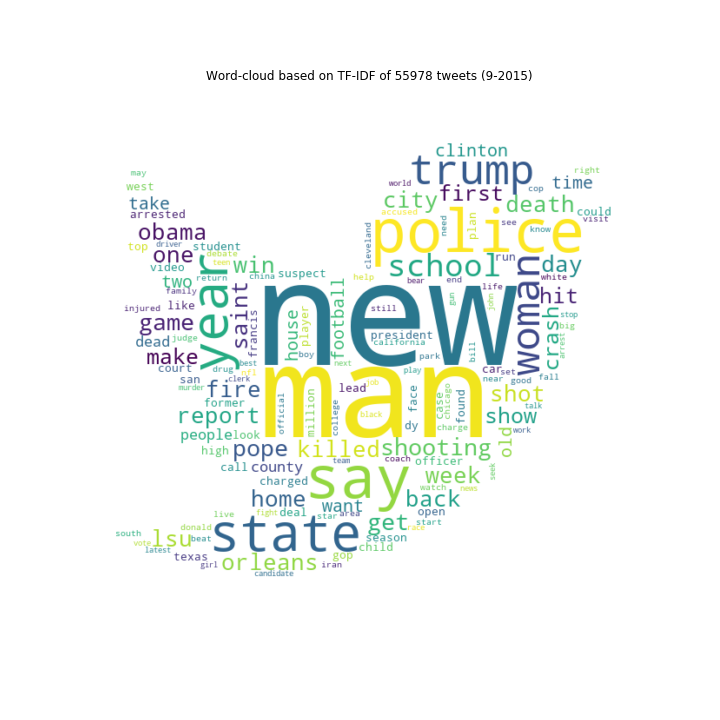 Word-cloud based on TF-IDF of 55978 tweets (9-2015)
clinton
trump
may
west
take
arrested
obama
top
driver
one
debate
student
video
teen
two
return
family
win
china
suspect
injured
like
game
dead
judge
make
year
saint
francis
court
san
drug
best
nfl
clerk
murder
fire
former
report
people
look
high
call
county
charged
pope
killed
house
boy
player
football
help
still
cleveland
accused
world
city
first
need
plan
police
see
cop
death
right
time
could
visit
know
school
run
day
woman
white
hit
life
set
end
bear
gun
john
new
president
california
park
bill
crash
stop
big
arrest
car
near
good
fall
next
play
man
job
lead
black
million
official
college
face
dy
case
chicago
charge
found
shot
show
talk
work
old
shooting
officer
coach
team
say
week
watch
news
seek
home
want
back
open
start
star
area
deal
fight
live
state
get
race
season
child
gop
south
donald
vote
lsu
beat
latest
texas
girl
orleans
iran
candidate